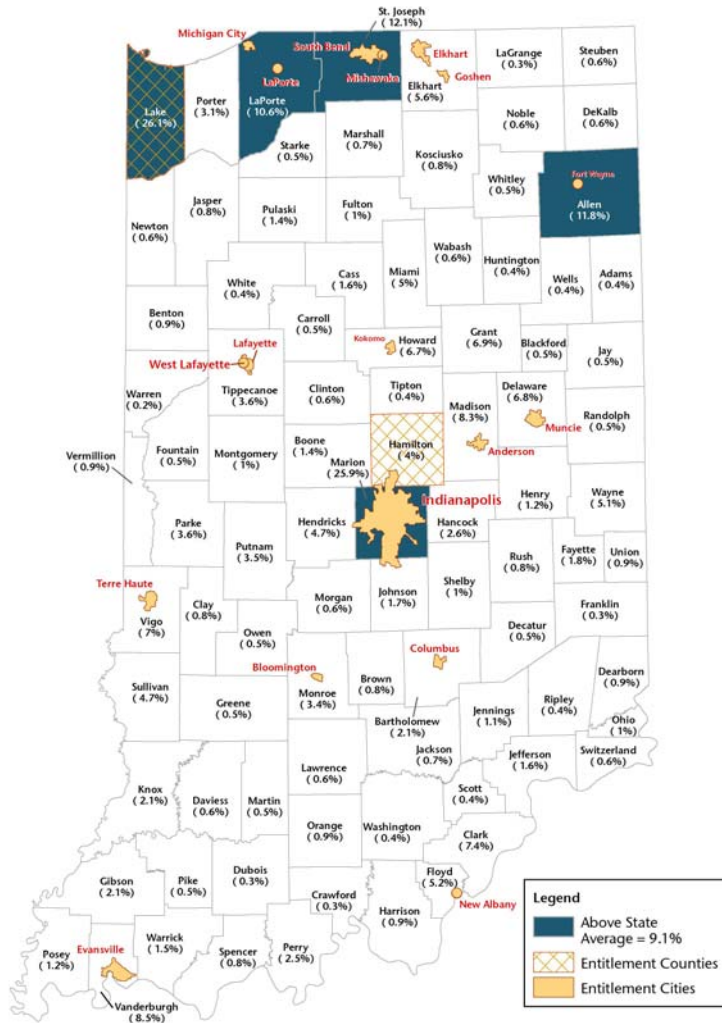 St. Joseph
( 12.1%)
Michigan City
South Bend
Elkhart
LaGrange
( 0.3%)
Steuben
( 0.6%)
LaPorte
Mishawaka
Goshen
Lake
( 26.1%)
Porter
( 3.1%)
LaPorte
( 10.6%)
Elkhart
( 5.6%)
Noble
( 0.6%)
DeKalb
( 0.6%)
Starke
( 0.5%)
Marshall
( 0.7%)
Kosciusko
( 0.8%)
Whitley
( 0.5%)
Fort Wayne
Allen
( 11.8%)
Newton
( 0.6%)
Jasper
( 0.8%)
Pulaski
( 1.4%)
Fulton
( 1%)
Wabash
( 0.6%)
Huntington
( 0.4%)
Wells
( 0.4%)
Adams
( 0.4%)
White
( 0.4%)
Cass
( 1.6%)
Miami
( 5%)
Benton
( 0.9%)
Carroll
( 0.5%)
Kokomo
Howard
( 6.7%)
Grant
( 6.9%)
Blackford
( 0.5%)
Jay
( 0.5%)
Lafayette
West Lafayette
Tippecanoe
( 3.6%)
Warren
( 0.2%)
Clinton
( 0.6%)
Tipton
( 0.4%)
Madison
( 8.3%)
Delaware
( 6.8%)
Muncie
Randolph
( 0.5%)
Vermillion
( 0.9%)
Fountain
( 0.5%)
Montgomery
( 1%)
Boone
( 1.4%)
Hamilton
( 4%)
Anderson
Marion
( 25.9%)
Indianapolis
Henry
( 1.2%)
Wayne
( 5.1%)
Parke
( 3.6%)
Putnam
( 3.5%)
Hendricks
( 4.7%)
Hancock
( 2.6%)
Rush
( 0.8%)
Fayette
( 1.8%)
Union
( 0.9%)
Terre Haute
Vigo
( 7%)
Clay
( 0.8%)
Owen
( 0.5%)
Morgan
( 0.6%)
Johnson
( 1.7%)
Shelby
( 1%)
Decatur
( 0.5%)
Franklin
( 0.3%)
Sullivan
( 4.7%)
Greene
( 0.5%)
Bloomington
Monroe
( 3.4%)
Brown
( 0.8%)
Columbus
Bartholomew
( 2.1%)
Jennings
( 1.1%)
Ripley
( 0.4%)
Dearborn
( 0.9%)
Ohio
( 1%)
Switzerland
( 0.6%)
Jackson
( 0.7%)
Jefferson
( 1.6%)
Knox
( 2.1%)
Daviess
( 0.6%)
Martin
( 0.5%)
Lawrence
( 0.6%)
Scott
( 0.4%)
Orange
( 0.9%)
Washington
( 0.4%)
Clark
( 7.4%)
Gibson
( 2.1%)
Pike
( 0.5%)
Dubois
( 0.3%)
Crawford
( 0.3%)
Harrison
( 0.9%)
Floyd
( 5.2%)
New Albany
Posey
( 1.2%)
Evansville
Warrick
( 1.5%)
Spencer
( 0.8%)
Perry
( 2.5%)
Vanderburgh
( 8.5%)
Legend
Above State
Average = 9.1%
Entitlement Counties
Entitlement Cities